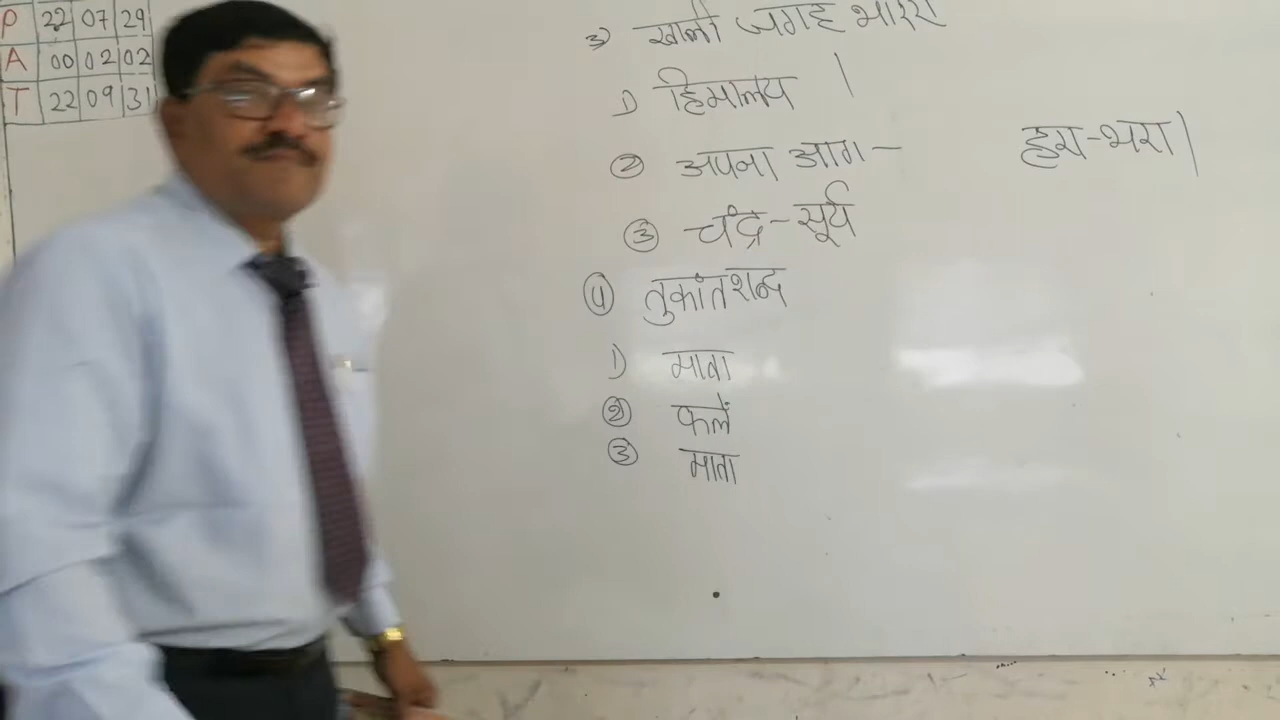 P 22 07 29
A 00 02 02
T 22 09 31
3) खाली जगह भरिए
1) हिमालय |
② अपना आग - हरा-भरा |
③ चंद्र - सूर्य
④ तुकांत शब्द
1) माबा
② फलें
③ माता